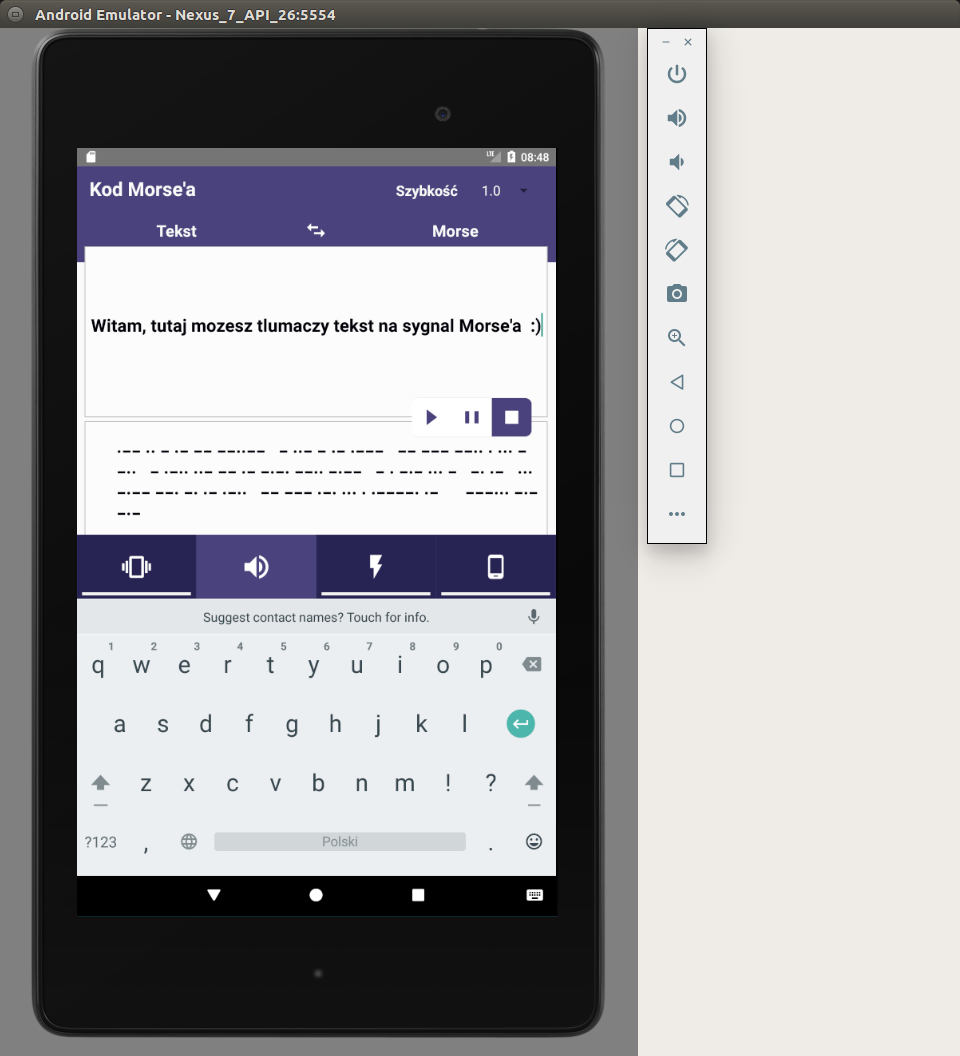 Android Emulator - Nexus_7_API_26:5554
LTE 08:48
Kod Morse'a Szybkość 1.0
Tekst Morse
Witam, tutaj mozesz tlumaczy tekst na sygnal Morse'a :)
Suggest contact names? Touch for info.
1 2 3 4 5 6 7 8 9 0
q w e r t y u i o p
a s d f g h j k l
z x c v b n m ! ?
?123 , Polski .